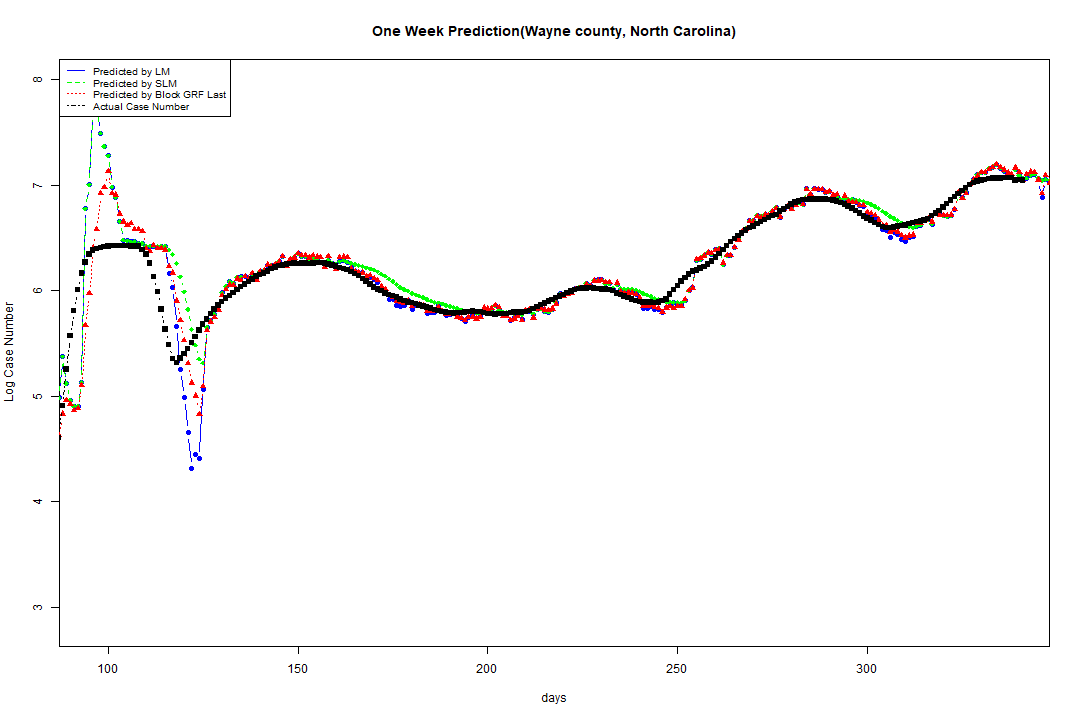 One Week Prediction(Wayne county, North Carolina)
Predicted by LM
Predicted by SLM
Predicted by Block GRF Last
Actual Case Number
8
7
6
5
4
3
Log Case Number
100 150 200 250 300
days